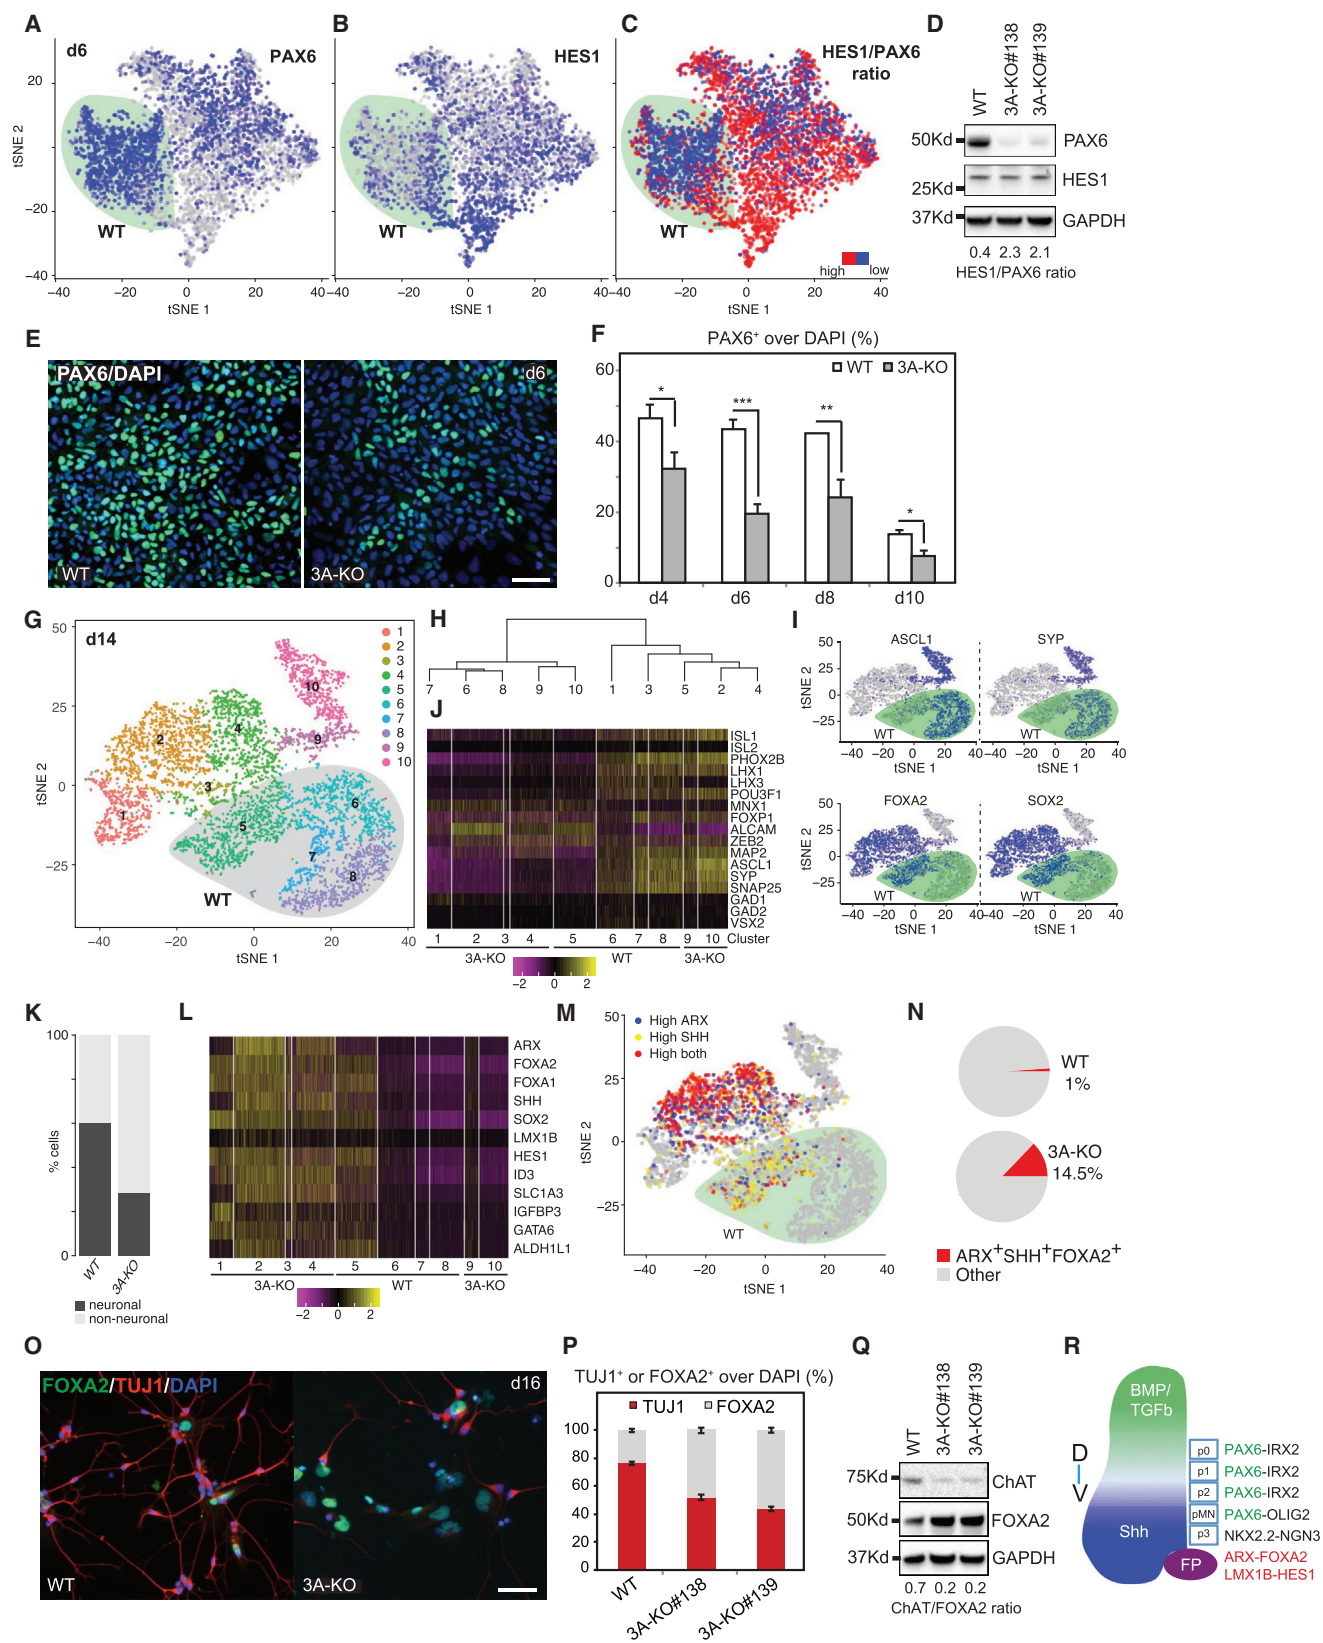 A
B
C
D
d6
PAX6
HES1
HES1/PAX6
ratio
WT
WT
WT
high
low
tSNE 2
20
0
−20
−40
−40
−20
0
20
40
−40
−20
0
20
40
−40
−20
0
20
40
tSNE 1
tSNE 1
tSNE 1
WT
3A-KO#138
3A-KO#139
50Kd
PAX6
HES1
25Kd
37Kd
GAPDH
0.4 2.3 2.1
HES1/PAX6 ratio
E
PAX6/DAPI
d6
WT
3A-KO
F
PAX6+ over DAPI (%)
WT
3A-KO
60
40
20
0
*
***
**
*
d4
d6
d8
d10
G
d14
50
25
0
−25
tSNE 2
−40
−20
0
20
40
tSNE 1
1
2
3
4
5
6
7
8
9
10
1
2
3
4
5
6
7
8
9
10
WT
H
7 6 8 9 10 1 3 5 2 4
J
ISL1
ISL2
PHOX2B
LHX1
LHX3
POU3F1
MNX1
FOXP1
ALCAM
ZEB2
MAP2
ASCL1
SYP
SNAP25
GAD1
GAD2
VSX2
1 2 3 4 5 6 7 8 9 10 Cluster
3A-KO
WT
3A-KO
−2 0 2
I
ASCL1
SYP
50
25
0
−25
tSNE 2
WT
WT
−40 −20 0 20 40
−20 0 20 40
tSNE 1
tSNE 1
FOXA2
SOX2
50
25
0
−25
tSNE 2
WT
WT
−40 −20 0 20 40
−40 −20 0 20 40
tSNE 1
tSNE 1
K
100
0
% cells
WT
3A-KO
neuronal
non-neuronal
L
ARX
FOXA2
FOXA1
SHH
SOX2
LMX1B
HES1
ID3
SLC1A3
IGFBP3
GATA6
ALDH1L1
1 2 3 4 5 6 7 8 9 10
3A-KO
WT
3A-KO
−2 0 2
M
High ARX
High SHH
High both
50
25
0
−25
tSNE 2
WT
−40 −20 0 20 40
tSNE 1
N
WT
1%
3A-KO
14.5%
ARX+SHH+FOXA2+
Other
O
FOXA2/TUJ1/DAPI
d16
WT
3A-KO
P
TUJ1+ or FOXA2+ over DAPI (%)
TUJ1
FOXA2
100
80
60
40
20
0
WT
3A-KO#138
3A-KO#139
Q
WT
3A-KO#138
3A-KO#139
75Kd
ChAT
50Kd
FOXA2
37Kd
GAPDH
0.7 0.2 0.2
ChAT/FOXA2 ratio
R
BMP/
TGFb
D
V
Shh
FP
p0 PAX6-IRX2
p1 PAX6-IRX2
p2 PAX6-IRX2
pMN PAX6-OLIG2
p3 NKX2.2-NGN3
ARX-FOXA2
LMX1B-HES1